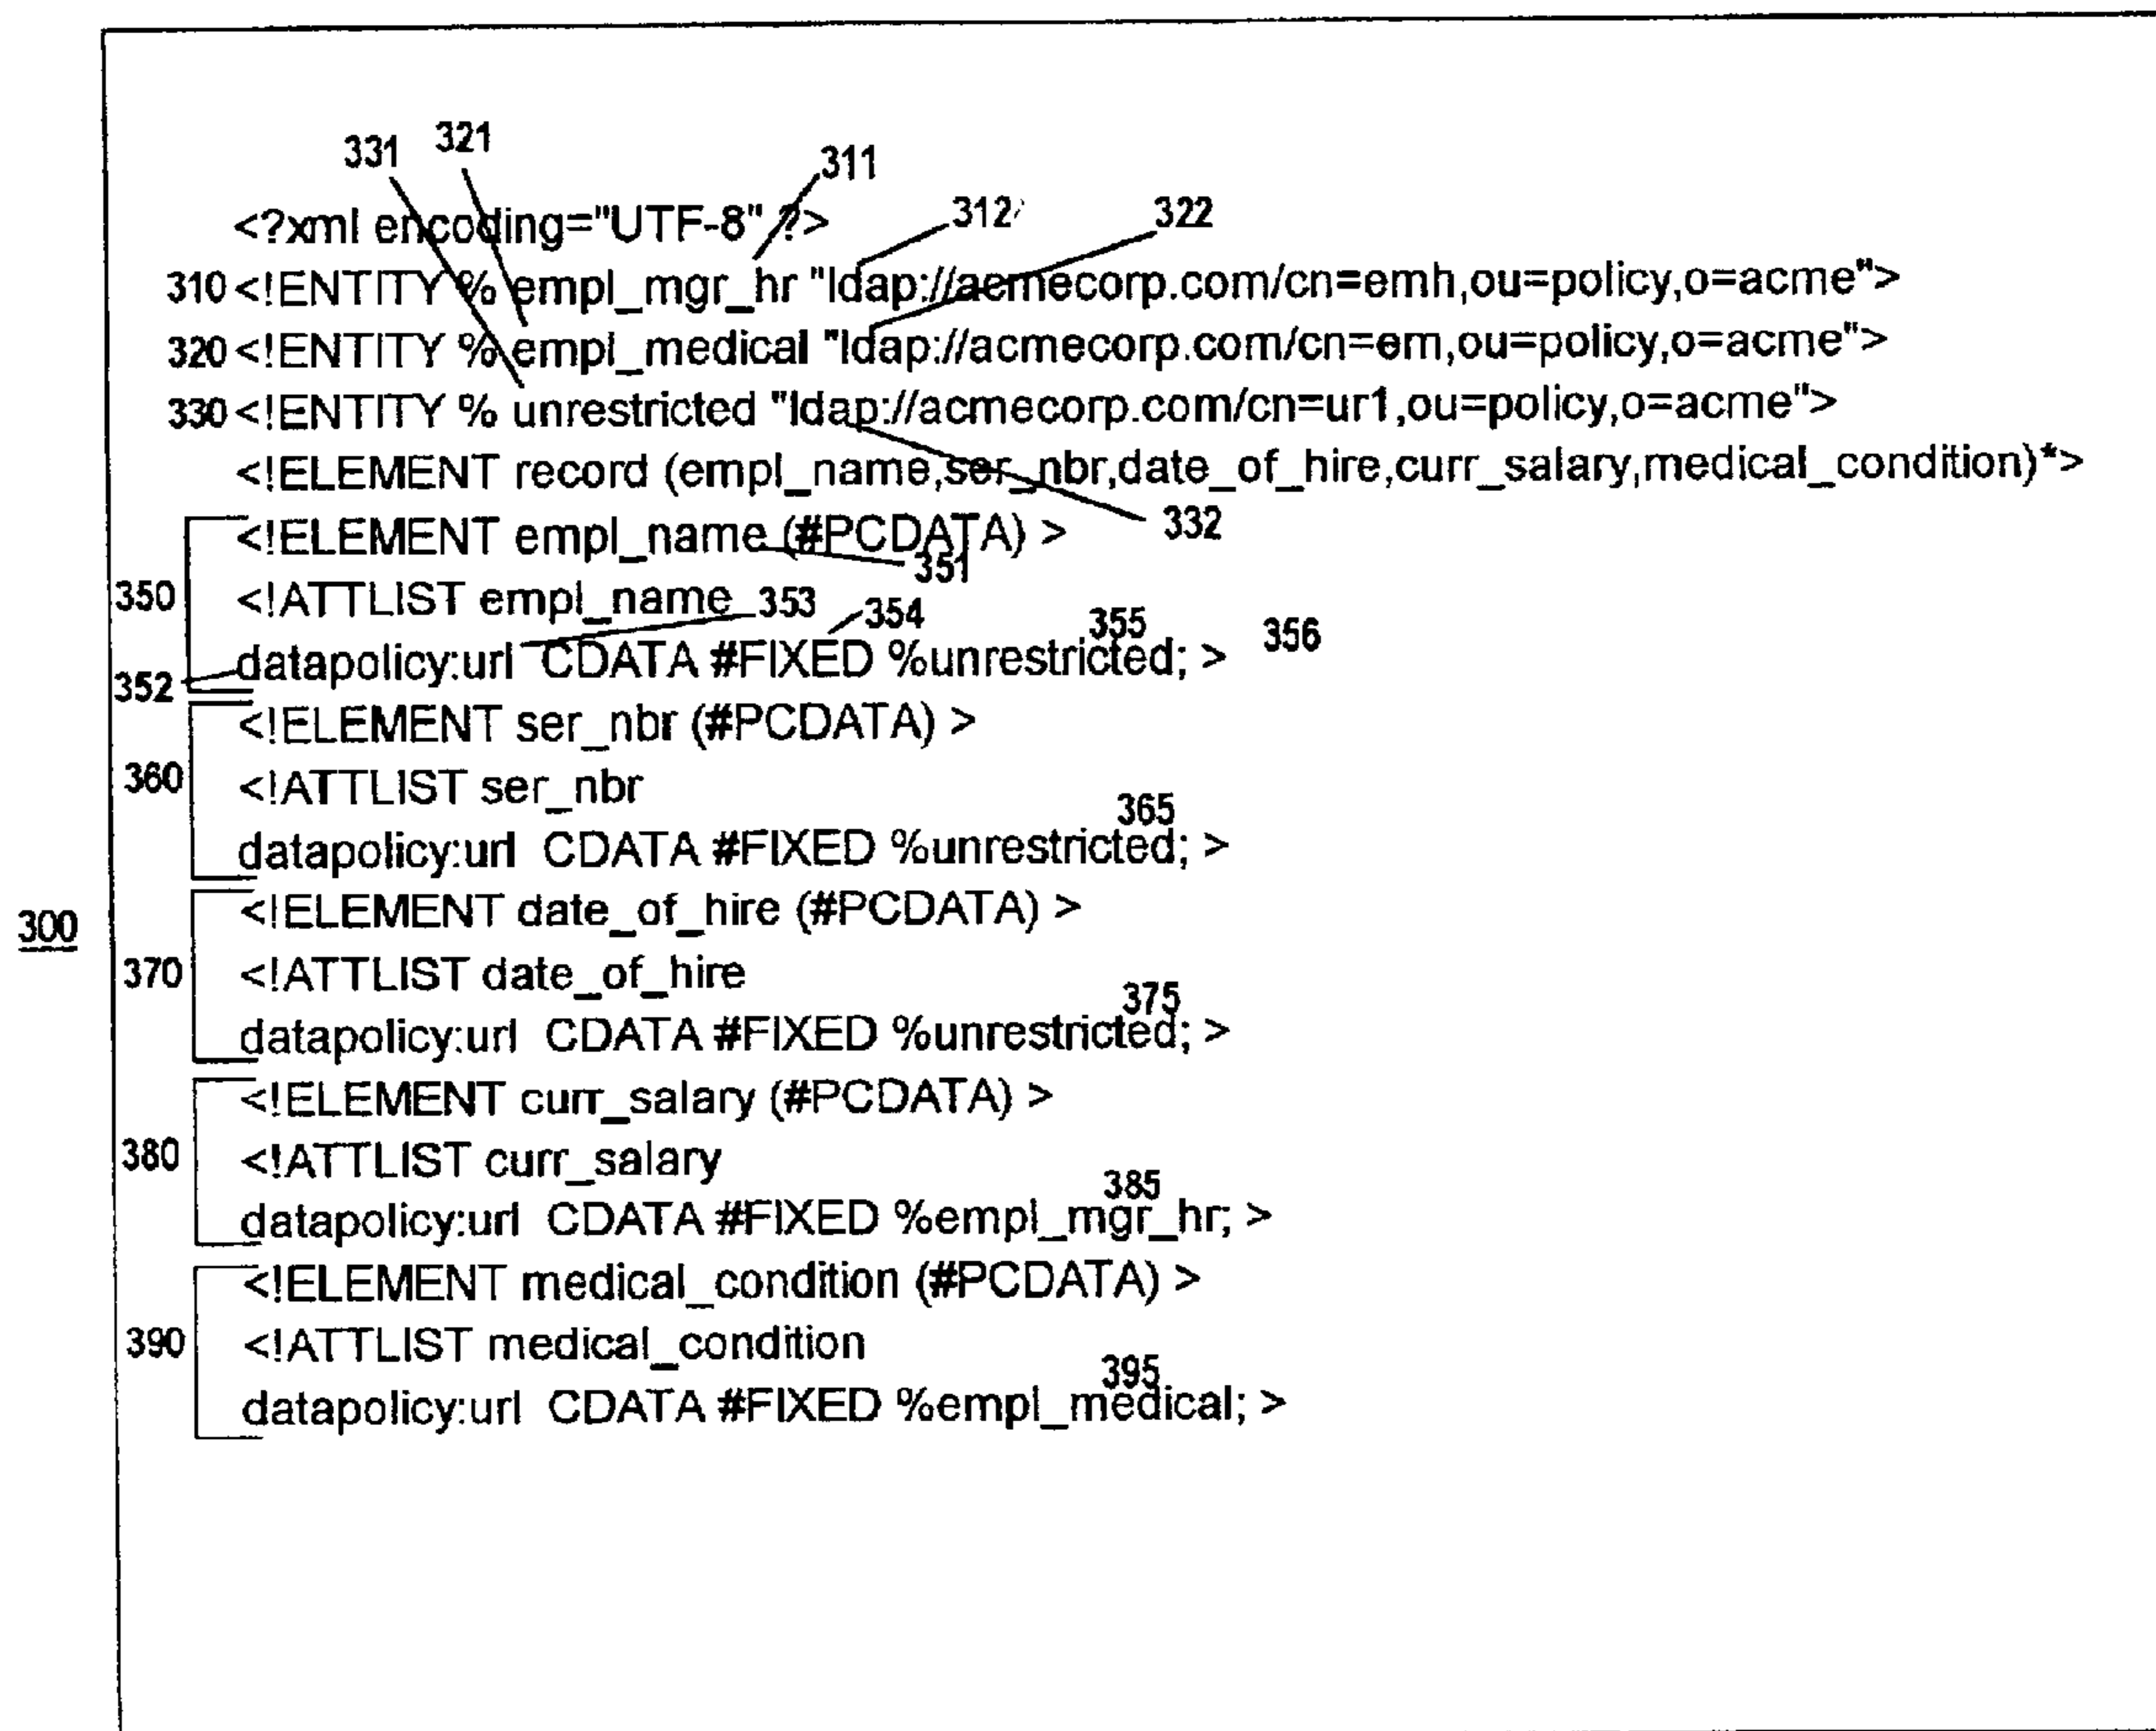 331 321 311
<?xml encoding="UTF-8" ?> 312 322
310 <!ENTITY % empl_mgr_hr "ldap://acmecorp.com/cn=emh,ou=policy,o=acme">
320 <!ENTITY % empl_medical "ldap://acmecorp.com/cn=em,ou=policy,o=acme">
330 <!ENTITY % unrestricted "ldap://acmecorp.com/cn=ur1,ou=policy,o=acme">
<!ELEMENT record (empl_name,ser_nbr,date_of_hire,curr_salary,medical_condition)*>
<!ELEMENT empl_name (#PCDATA) > 332
351
350 <!ATTLIST empl_name 353 354 355 356
352 datapolicy:url CDATA #FIXED %unrestricted; >
<!ELEMENT ser_nbr (#PCDATA) >
360 <!ATTLIST ser_nbr
365
datapolicy:url CDATA #FIXED %unrestricted; >
300 <!ELEMENT date_of_hire (#PCDATA) >
370 <!ATTLIST date_of_hire
375
datapolicy:url CDATA #FIXED %unrestricted; >
<!ELEMENT curr_salary (#PCDATA) >
380 <!ATTLIST curr_salary
385
datapolicy:url CDATA #FIXED %empl_mgr_hr; >
<!ELEMENT medical_condition (#PCDATA) >
390 <!ATTLIST medical_condition
395
datapolicy:url CDATA #FIXED %empl_medical; >